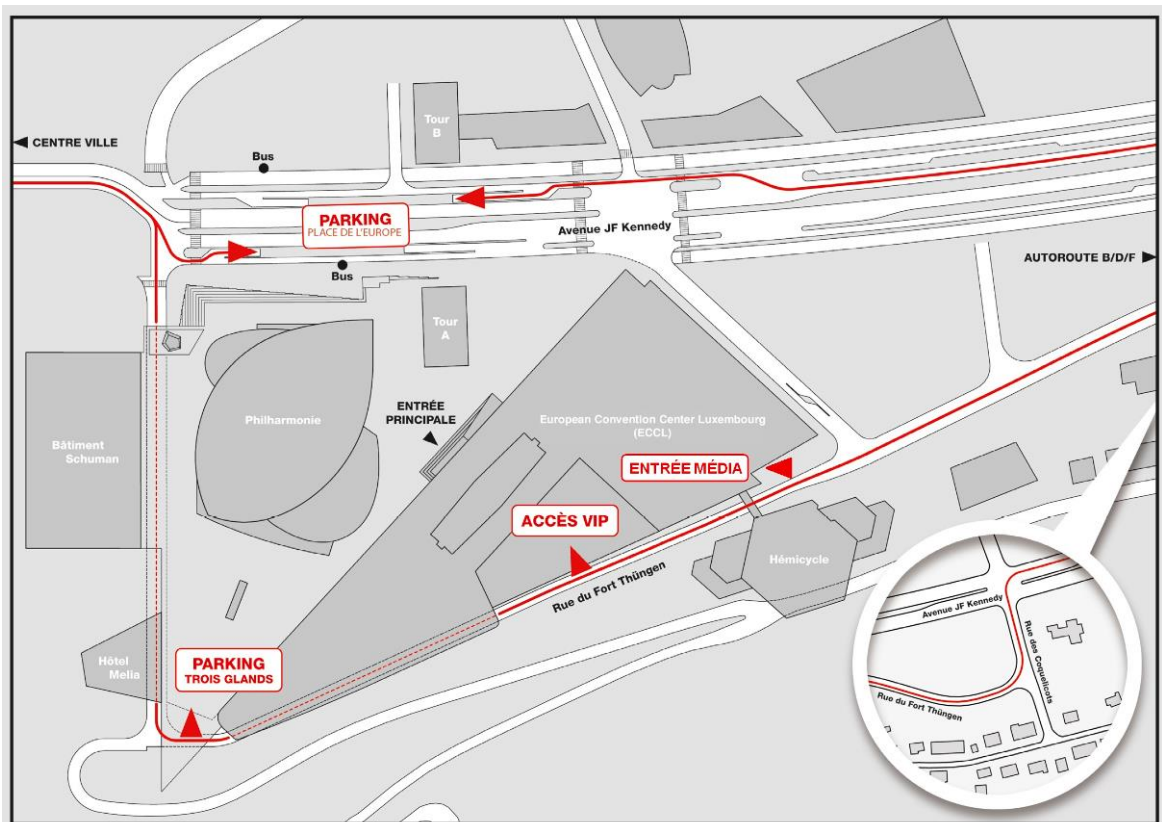 Tour
B
CENTRE VILLE
Bus
PARKING
PLACE DE L'EUROPE
Avenue JF Kennedy
Bus
AUTOROUTE B/D/F
Tour
A
Philharmonie
ENTRÉE
PRINCIPALE
European Convention Center Luxembourg
(ECCL)
Bâtiment
Schuman
ENTRÉE MÉDIA
ACCÈS VIP
Hémicycle
Rue du Fort Thüngen
Hôtel
Melia
PARKING
TROIS GLANDS
Avenue JF Kennedy
Rue des Coquelicots
Rue du Fort Thüngen